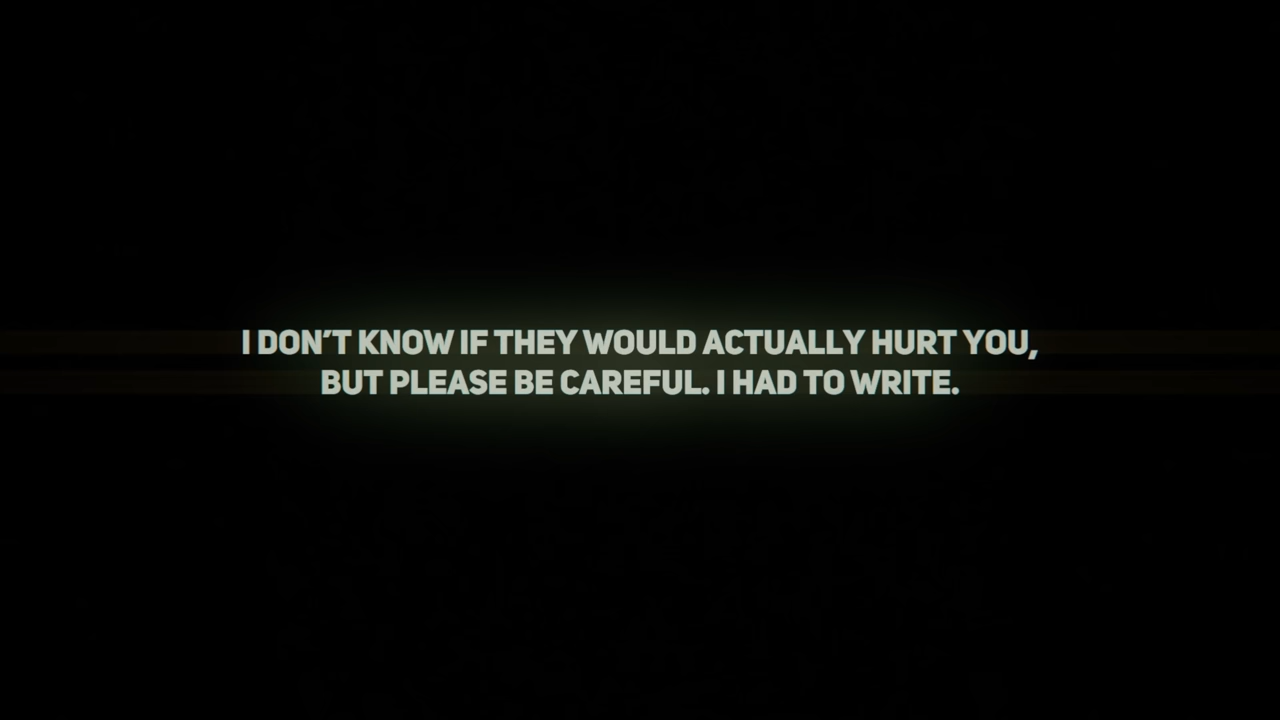 I DON’T KNOW IF THEY WOULD ACTUALLY HURT YOU,
BUT PLEASE BE CAREFUL. I HAD TO WRITE.